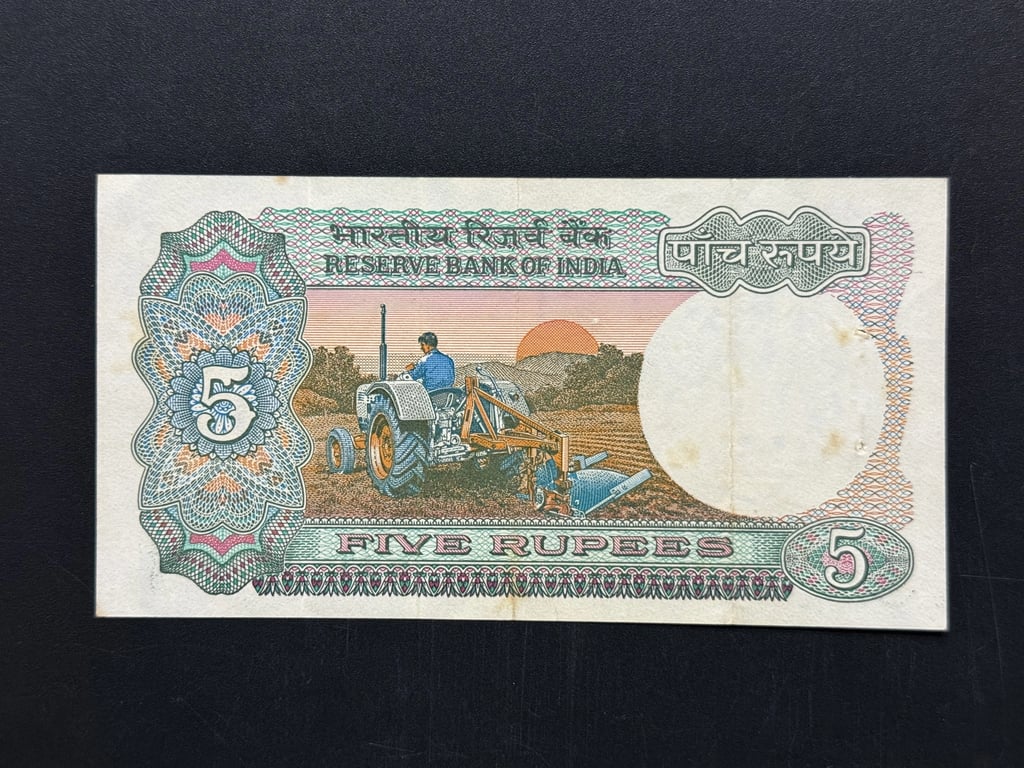 भारतीय रिज़र्व बैंक
RESERVE BANK OF INDIA
पाँच रुपये
5
FIVE RUPEES
5